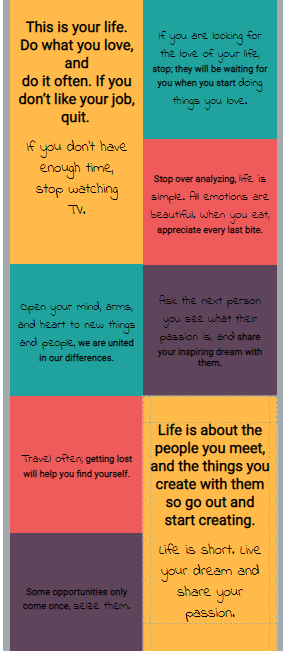 This is your life.
Do what you love,
and
do it often. If you
don't like your job,
quit.
If you don't have
enough time,
stop watching
TV.
If you are looking for
the love of your life,
stop; they will be waiting for
you when you start doing
things you love.
Stop over analyzing, life is
simple. All emotions are
beautiful. When you eat,
appreciate every last bite.
Open your mind, arms,
and heart to new things
and people, we are united
in our differences.
Ask the next person
you see what their
passion is, and share
your inspiring dream with
them.
Travel often; getting lost
will help you find yourself.
Some opportunities only
come once, seize them.
Life is about the
people you meet,
and the things you
create with them
so go out and
start creating.
Life is short. Live
your dream and
share your
passion.